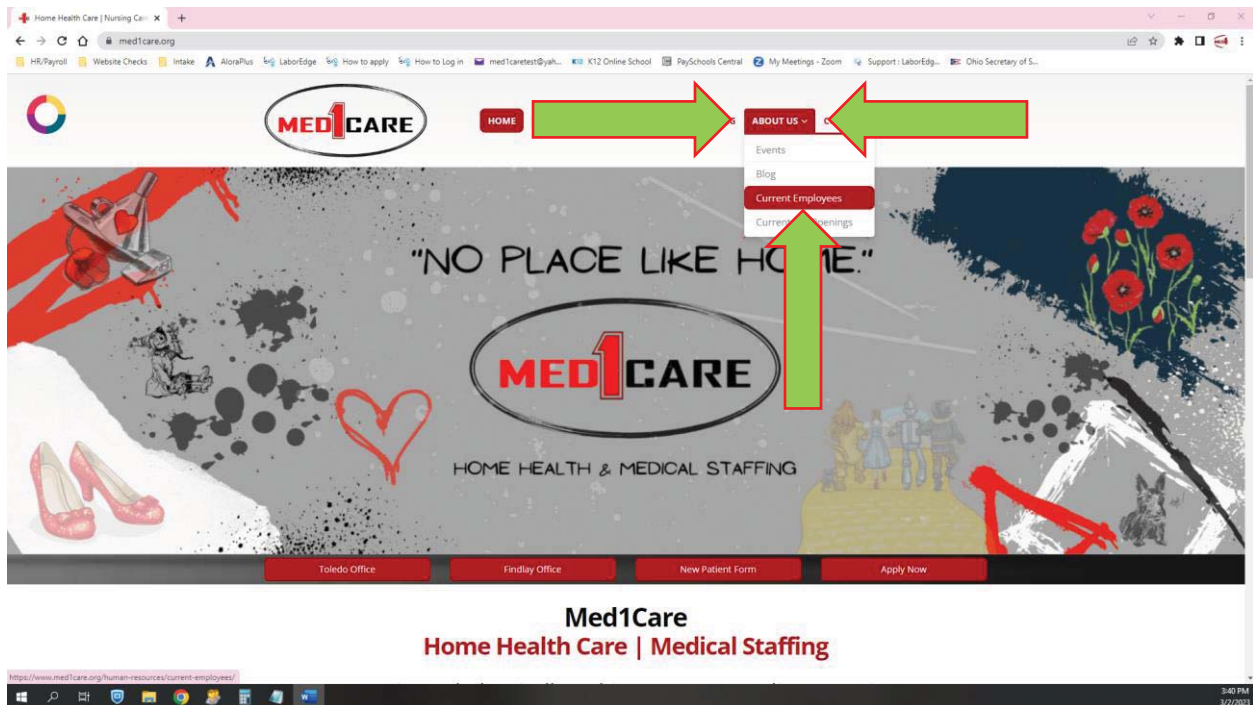 Home Health Care | Nursing Car
med1care.org
HR/Payroll Website Checks Intake AloraPlus LaborEdge How to apply How to Log in med1caretest@yah... K12 Online School PaySchools Central My Meetings - Zoom Support : LaborEdg... Ohio Secretary of S...
MED1CARE
HOME
ABOUT US
Events
Blog
Current Employees
"NO PLACE LIKE HOME."
MED1CARE
HOME HEALTH & MEDICAL STAFFING
Toledo Office Findlay Office New Patient Form Apply Now
Med1Care
Home Health Care | Medical Staffing
https://www.med1care.org/human-resources/current-employees/
3:40 PM
3/2/2023